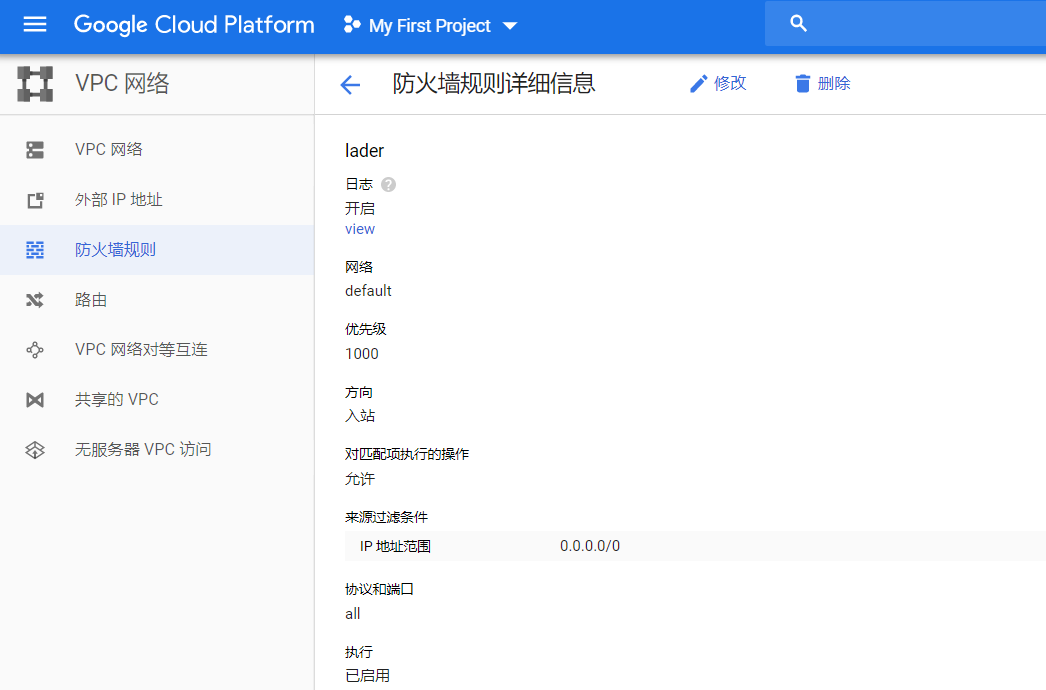 Google Cloud Platform
My First Project
VPC 网络
防火墙规则详细信息
修改
删除
VPC 网络
外部 IP 地址
防火墙规则
路由
VPC 网络对等互连
共享的 VPC
无服务器 VPC 访问
lader
日志 ?
开启
view
网络
default
优先级
1000
方向
入站
对匹配项执行的操作
允许
来源过滤条件
IP 地址范围 0.0.0.0/0
协议和端口
all
执行
已启用